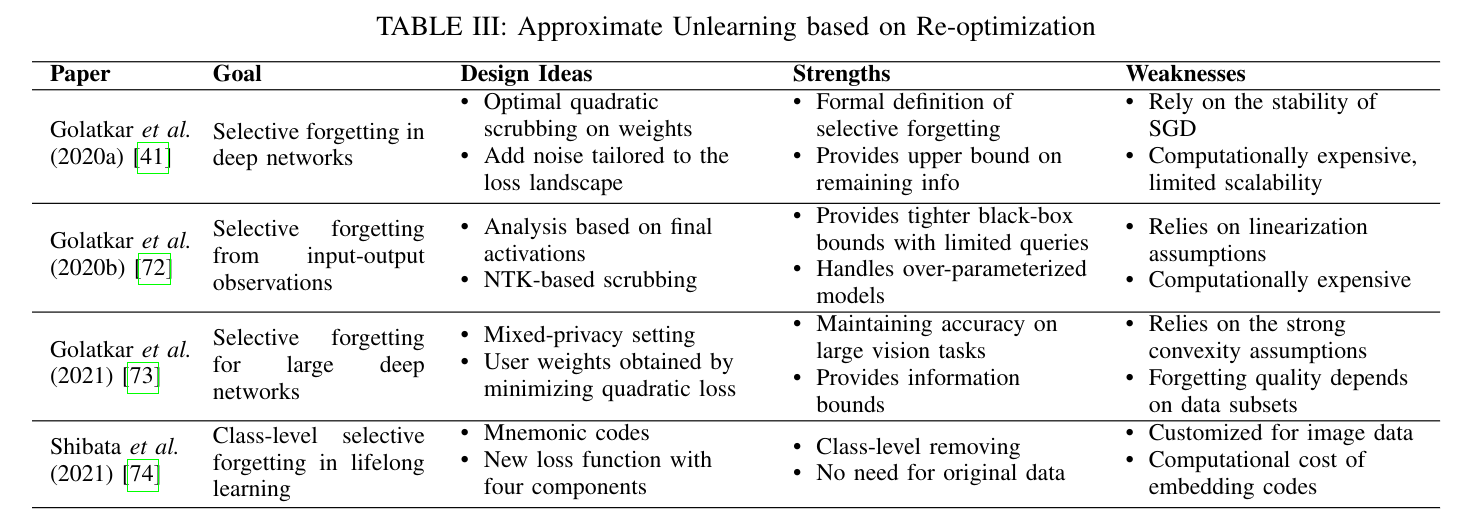 TABLE III: Approximate Unlearning based on Re-optimization
Paper Goal Design Ideas Strengths Weaknesses
Golatkar et al.
(2020a) [41]
Selective forgetting in
deep networks
• Optimal quadratic
scrubbing on weights
• Add noise tailored to the
loss landscape
• Formal definition of
selective forgetting
• Provides upper bound on
remaining info
• Rely on the stability of
SGD
• Computationally expensive,
limited scalability
Golatkar et al.
(2020b) [72]
Selective forgetting
from input-output
observations
• Analysis based on final
activations
• NTK-based scrubbing
• Provides tighter black-box
bounds with limited queries
• Handles over-parameterized
models
• Relies on linearization
assumptions
• Computationally expensive
Golatkar et al.
(2021) [73]
Selective forgetting
for large deep
networks
• Mixed-privacy setting
• User weights obtained by
minimizing quadratic loss
• Maintaining accuracy on
large vision tasks
• Provides information
bounds
• Relies on the strong
convexity assumptions
• Forgetting quality depends
on data subsets
Shibata et al.
(2021) [74]
Class-level selective
forgetting in lifelong
learning
• Mnemonic codes
• New loss function with
four components
• Class-level removing
• No need for original data
• Customized for image data
• Computational cost of
embedding codes